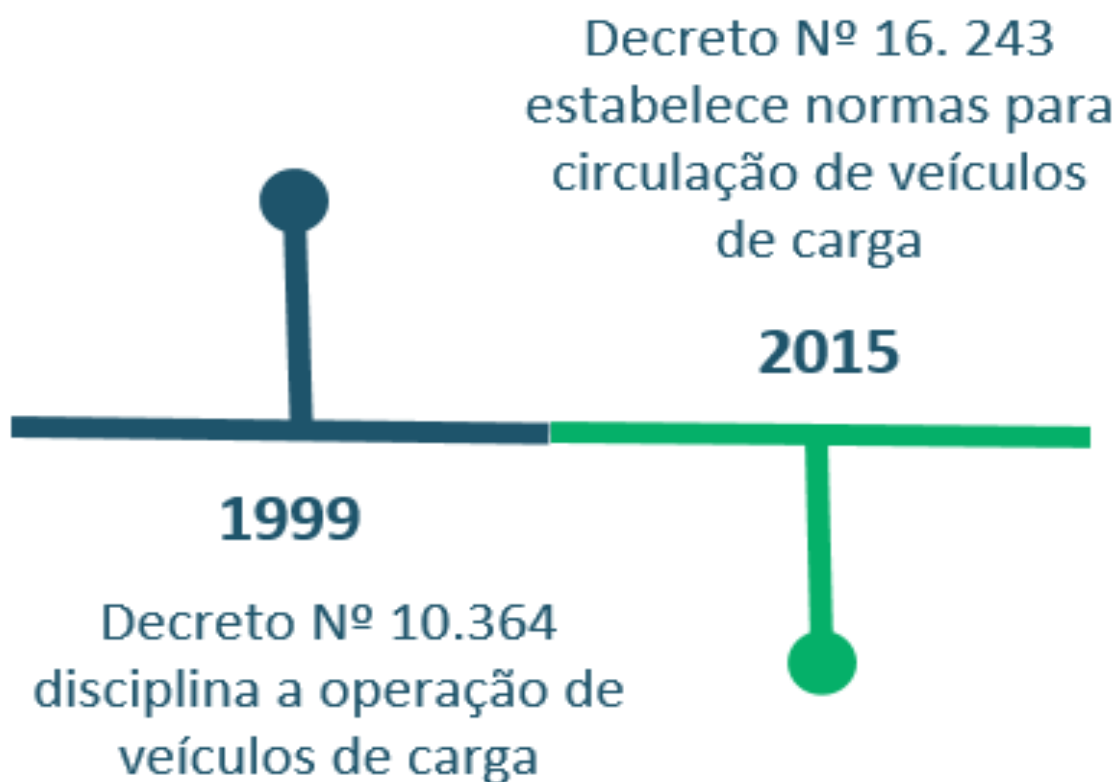 Decreto Nº 16. 243
estabelece normas para
circulação de veículos
de carga
2015
1999
Decreto Nº 10.364
disciplina a operação de
veículos de carga